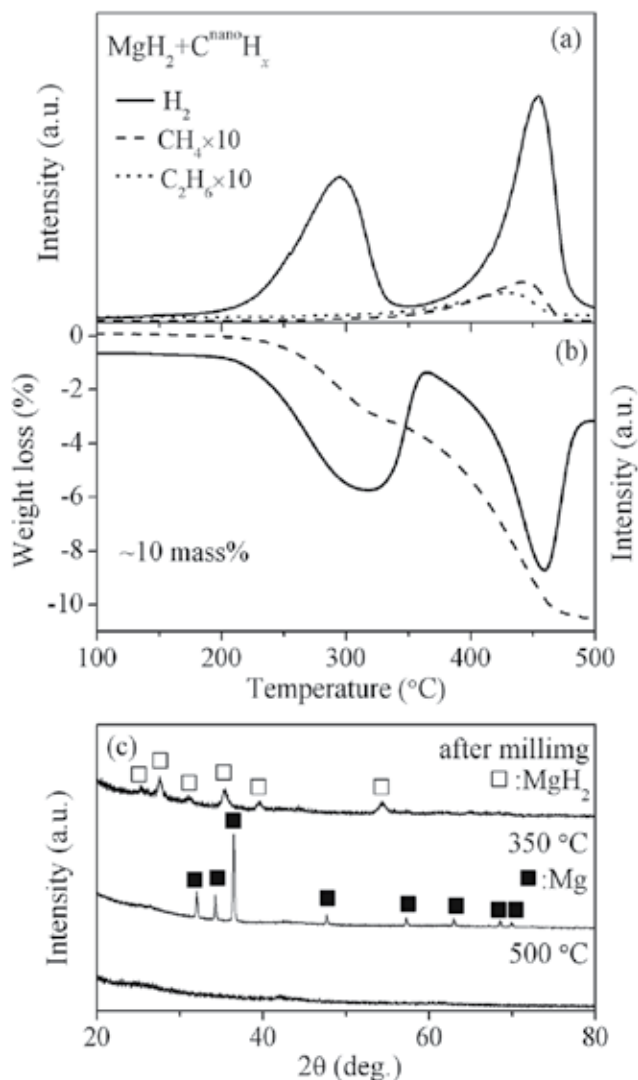 (a)
MgH₂+CⁿᵃⁿᵒHₓ
H₂
CH₄×10
C₂H₆×10
Intensity (a.u.)
(b)
0
-2
-4
-6
-8
-10
Weight loss (%)
Intensity (a.u.)
~10 mass%
100 200 300 400 500
Temperature (°C)
(c)
after millimg
□ :MgH₂
350 °C
■ :Mg
500 °C
Intensity (a.u.)
20 40 60 80
2θ (deg.)